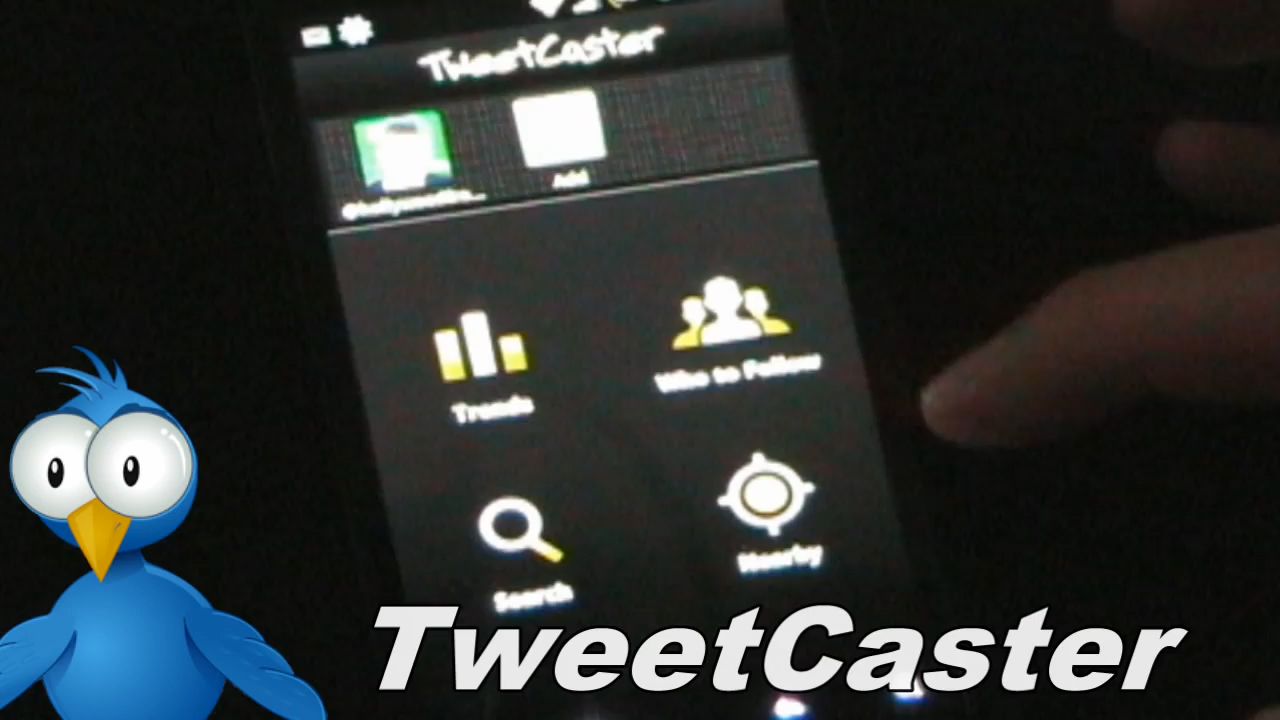 TweetCaster
Add
Who to Follow
Trends
Nearby
Search
TweetCaster